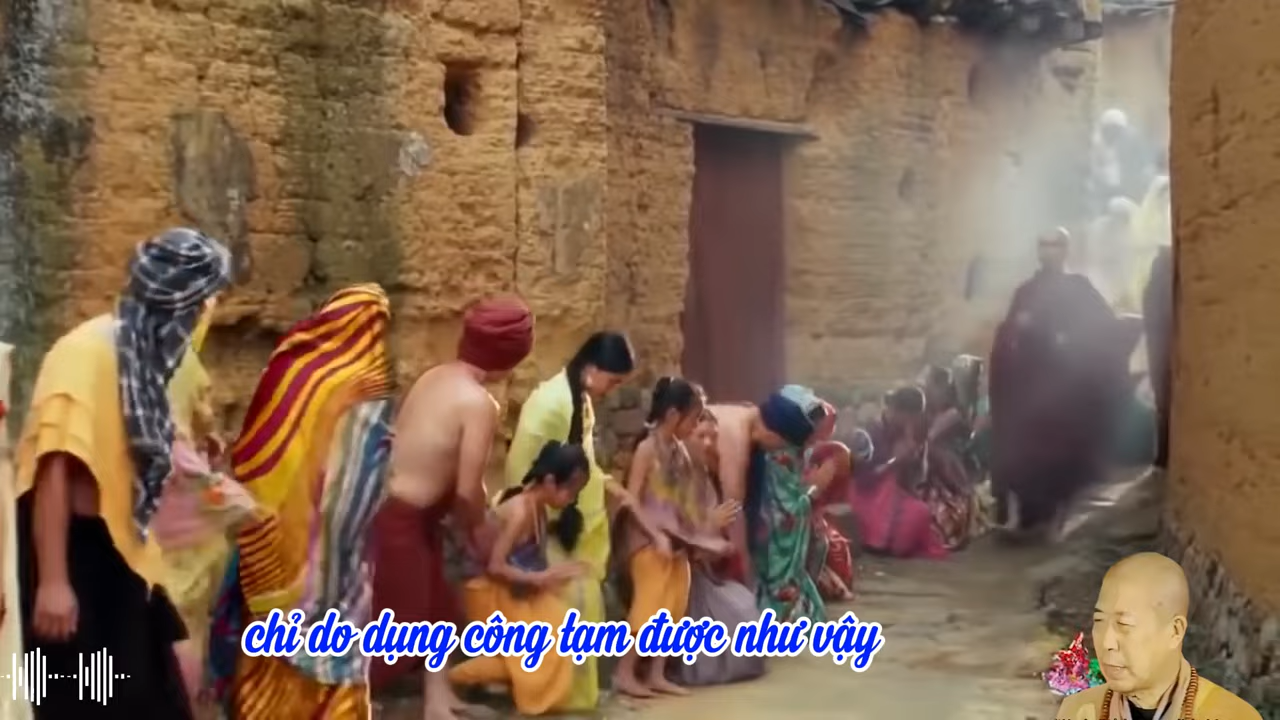 chỉ do dụng công tạm được như vậy